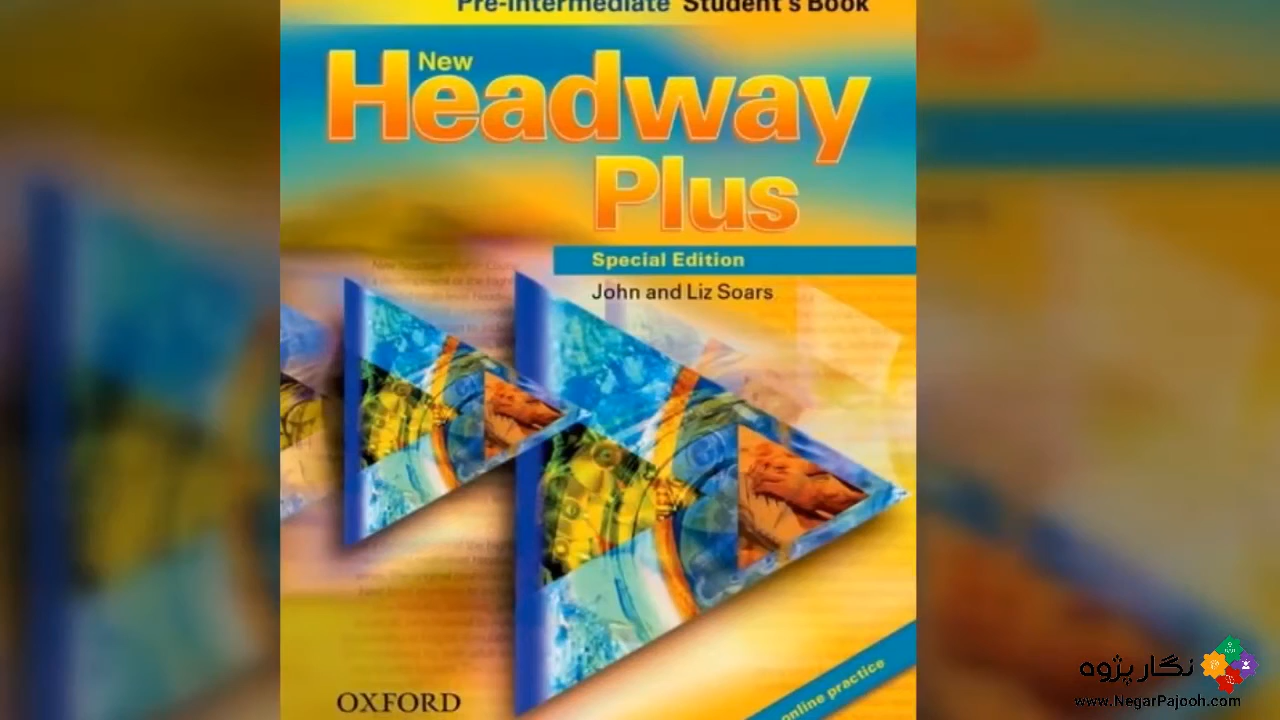 Pre-Intermediate Student's Book
New
Headway
Plus
Special Edition
John and Liz Soars
OXFORD
online practice
نگار پژوه
www.NegarPajooh.com